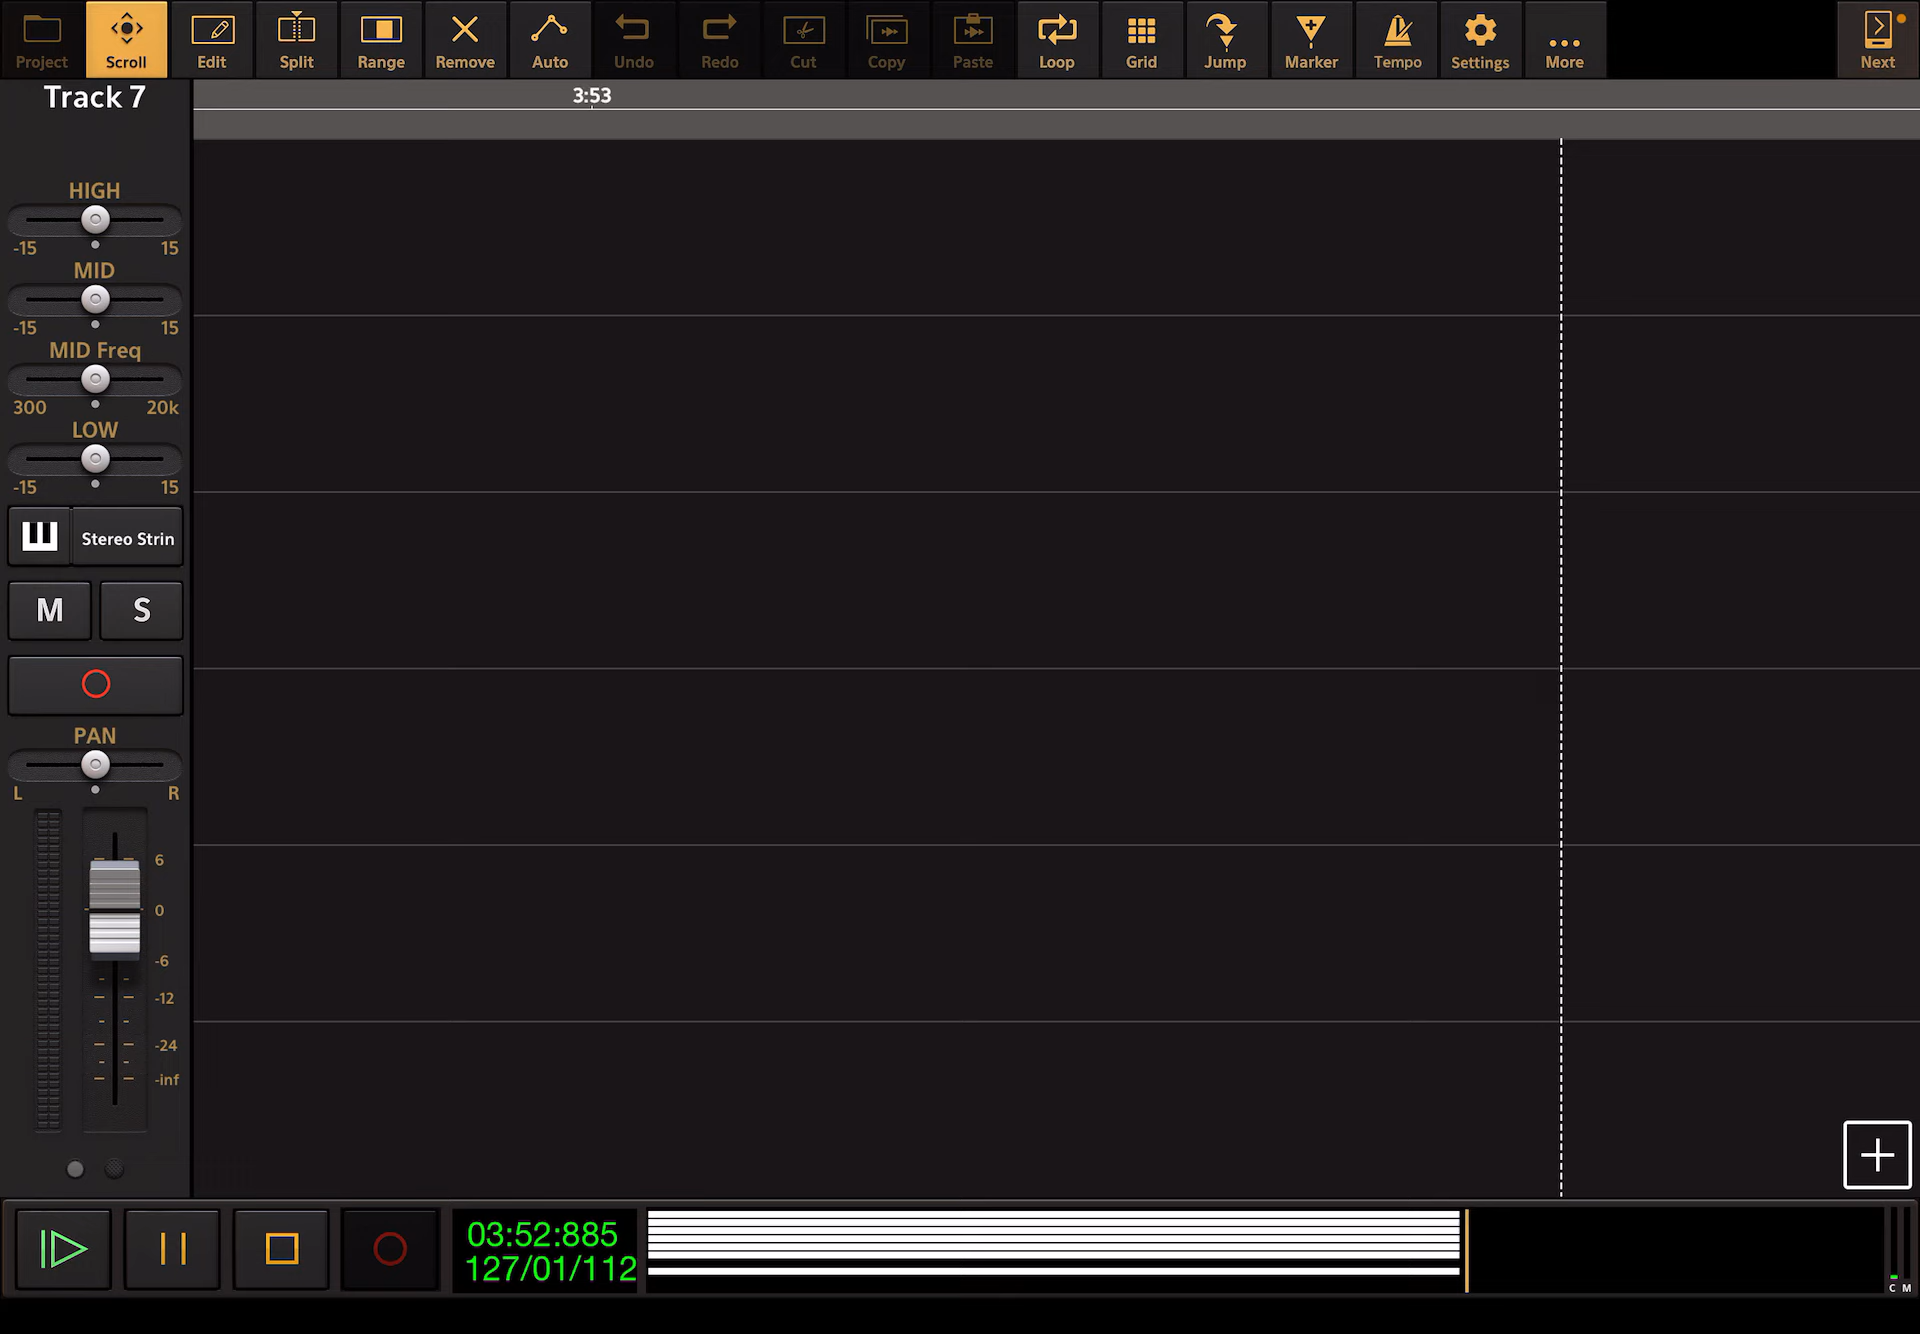 Project Scroll Edit Split Range Remove Auto Undo Redo Cut Copy Paste Loop Grid Jump Marker Tempo Settings More Next
Track 7
3:53
HIGH
-15 15
MID
-15 15
MID Freq
300 20k
LOW
-15 15
Stereo Strin
M S
PAN
L R
6
0
-6
-12
-24
-inf
03:52:885
127/01/112
C M